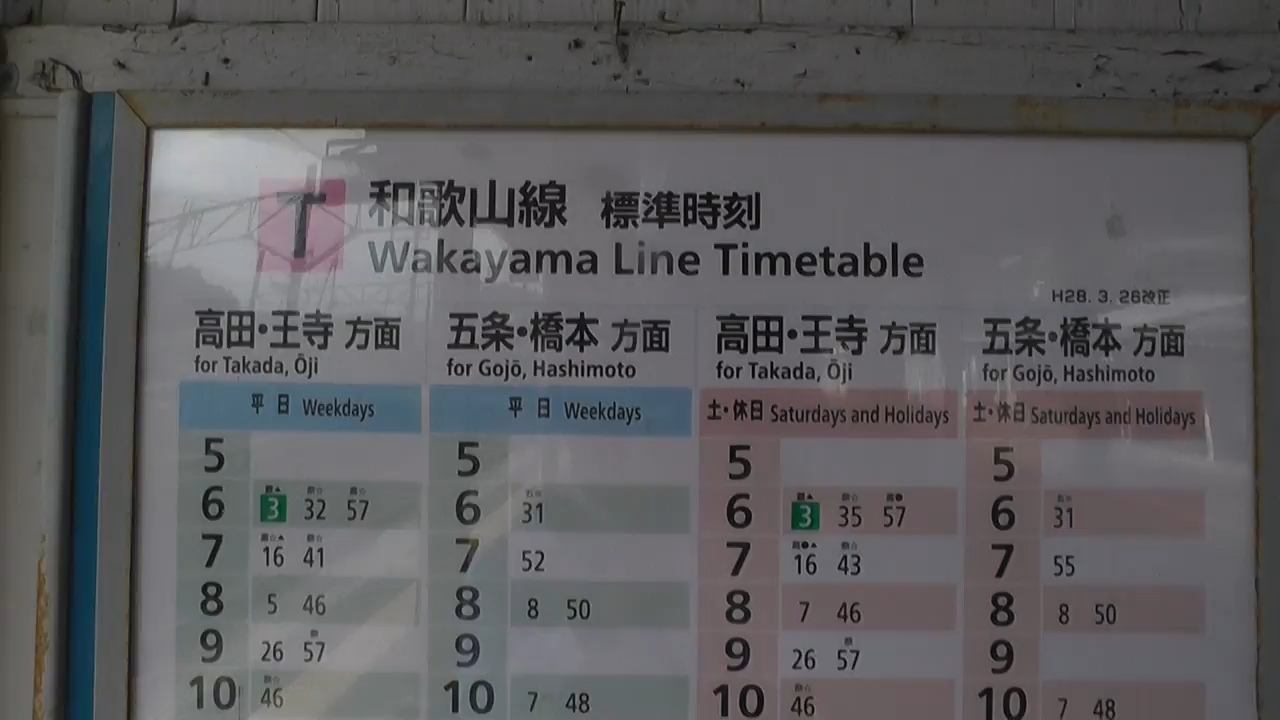 T 和歌山線 標準時刻
Wakayama Line Timetable
H28. 3. 26改正
高田・王寺 方面 五条・橋本 方面 高田・王寺 方面 五条・橋本 方面
for Takada, Ōji for Gojō, Hashimoto for Takada, Ōji for Gojō, Hashimoto
平日 Weekdays 平日 Weekdays 土・休日 Saturdays and Holidays 土・休日 Saturdays and Holidays
5 5 5 5
6 3 32 57 6 31 6 3 35 57 6 31
7 16 41 7 52 7 16 43 7 55
8 5 46 8 8 50 8 7 46 8 8 50
9 26 57 9 9 26 57 9
10 46 10 7 48 10 46 10 7 48